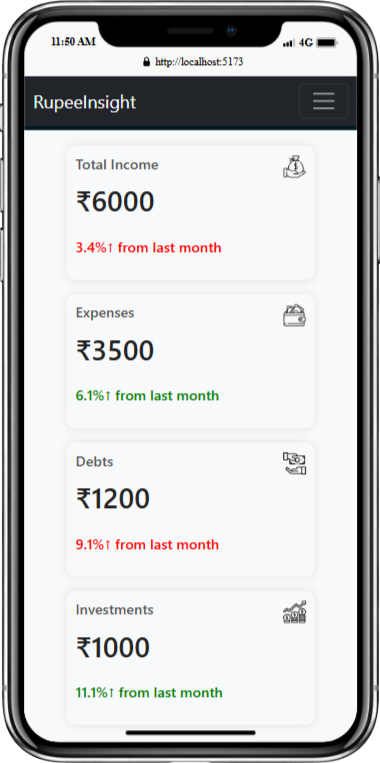 11:50 AM
4G
http://localhost:5173
RupeeInsight
Total Income
₹6000
3.4%↑ from last month
Expenses
₹3500
6.1%↑ from last month
Debts
₹1200
9.1%↑ from last month
Investments
₹1000
11.1%↑ from last month